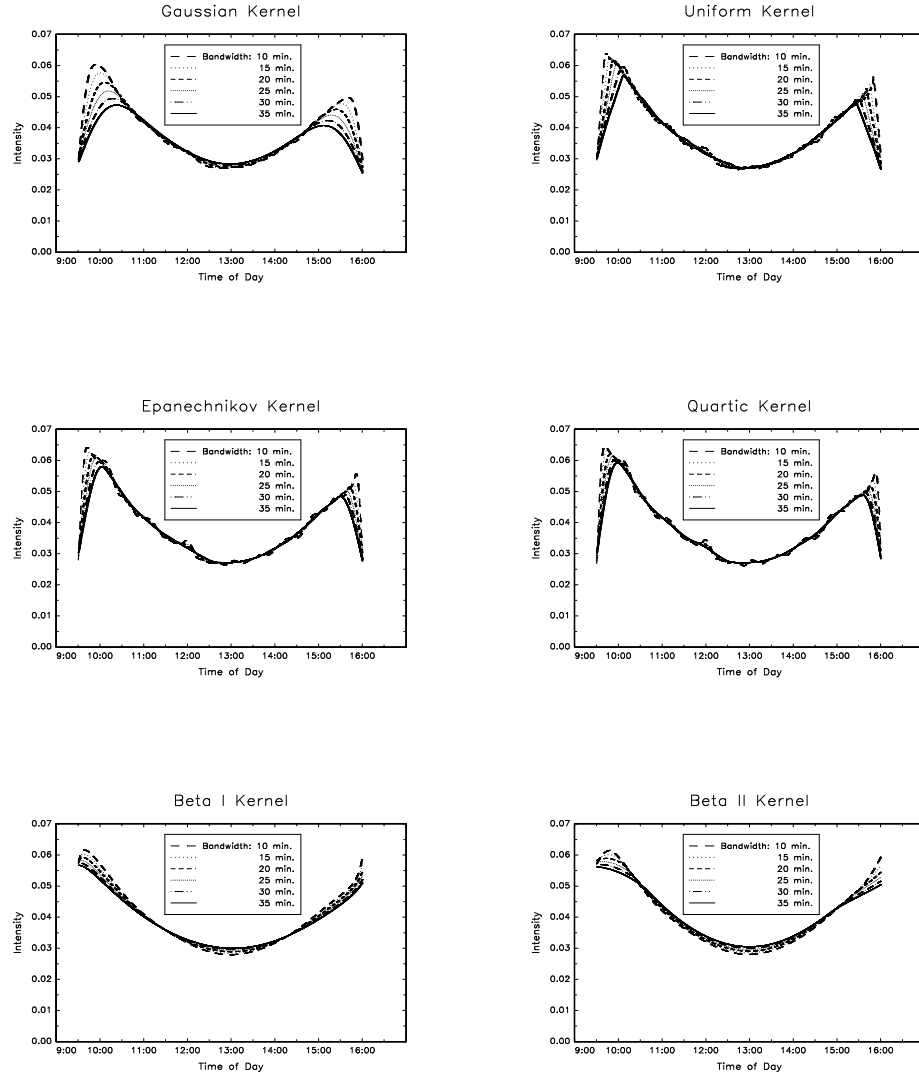 Gaussian Kernel
0.07
0.06
0.05
0.04
0.03
0.02
0.01
0.00
Intensity
Bandwidth: 10 min.
15 min.
20 min.
25 min.
30 min.
35 min.
9:00 10:00 11:00 12:00 13:00 14:00 15:00 16:00
Time of Day
Uniform Kernel
0.07
0.06
0.05
0.04
0.03
0.02
0.01
0.00
Intensity
Bandwidth: 10 min.
15 min.
20 min.
25 min.
30 min.
35 min.
9:00 10:00 11:00 12:00 13:00 14:00 15:00 16:00
Time of Day
Epanechnikov Kernel
0.07
0.06
0.05
0.04
0.03
0.02
0.01
0.00
Intensity
Bandwidth: 10 min.
15 min.
20 min.
25 min.
30 min.
35 min.
9:00 10:00 11:00 12:00 13:00 14:00 15:00 16:00
Time of Day
Quartic Kernel
0.07
0.06
0.05
0.04
0.03
0.02
0.01
0.00
Intensity
Bandwidth: 10 min.
15 min.
20 min.
25 min.
30 min.
35 min.
9:00 10:00 11:00 12:00 13:00 14:00 15:00 16:00
Time of Day
Beta I Kernel
0.07
0.06
0.05
0.04
0.03
0.02
0.01
0.00
Intensity
Bandwidth: 10 min.
15 min.
20 min.
25 min.
30 min.
35 min.
9:00 10:00 11:00 12:00 13:00 14:00 15:00 16:00
Time of Day
Beta II Kernel
0.07
0.06
0.05
0.04
0.03
0.02
0.01
0.00
Intensity
Bandwidth: 10 min.
15 min.
20 min.
25 min.
30 min.
35 min.
9:00 10:00 11:00 12:00 13:00 14:00 15:00 16:00
Time of Day